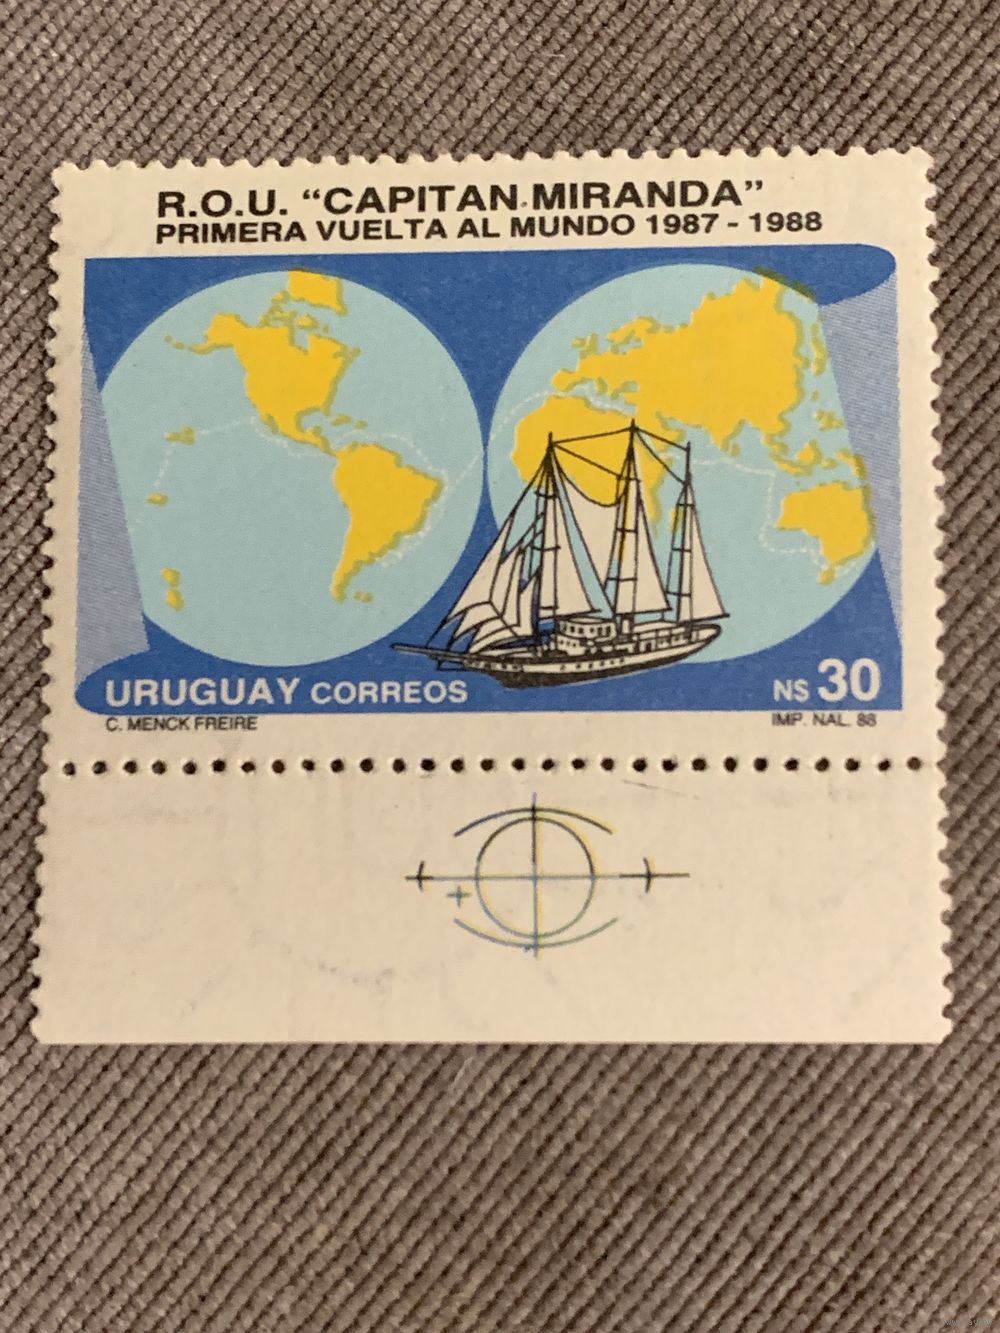 R.O.U. “CAPITAN MIRANDA”
PRIMERA VUELTA AL MUNDO 1987 - 1988
URUGUAY CORREOS
N$ 30
C. MENCK FREIRE
IMP. NAL. 88